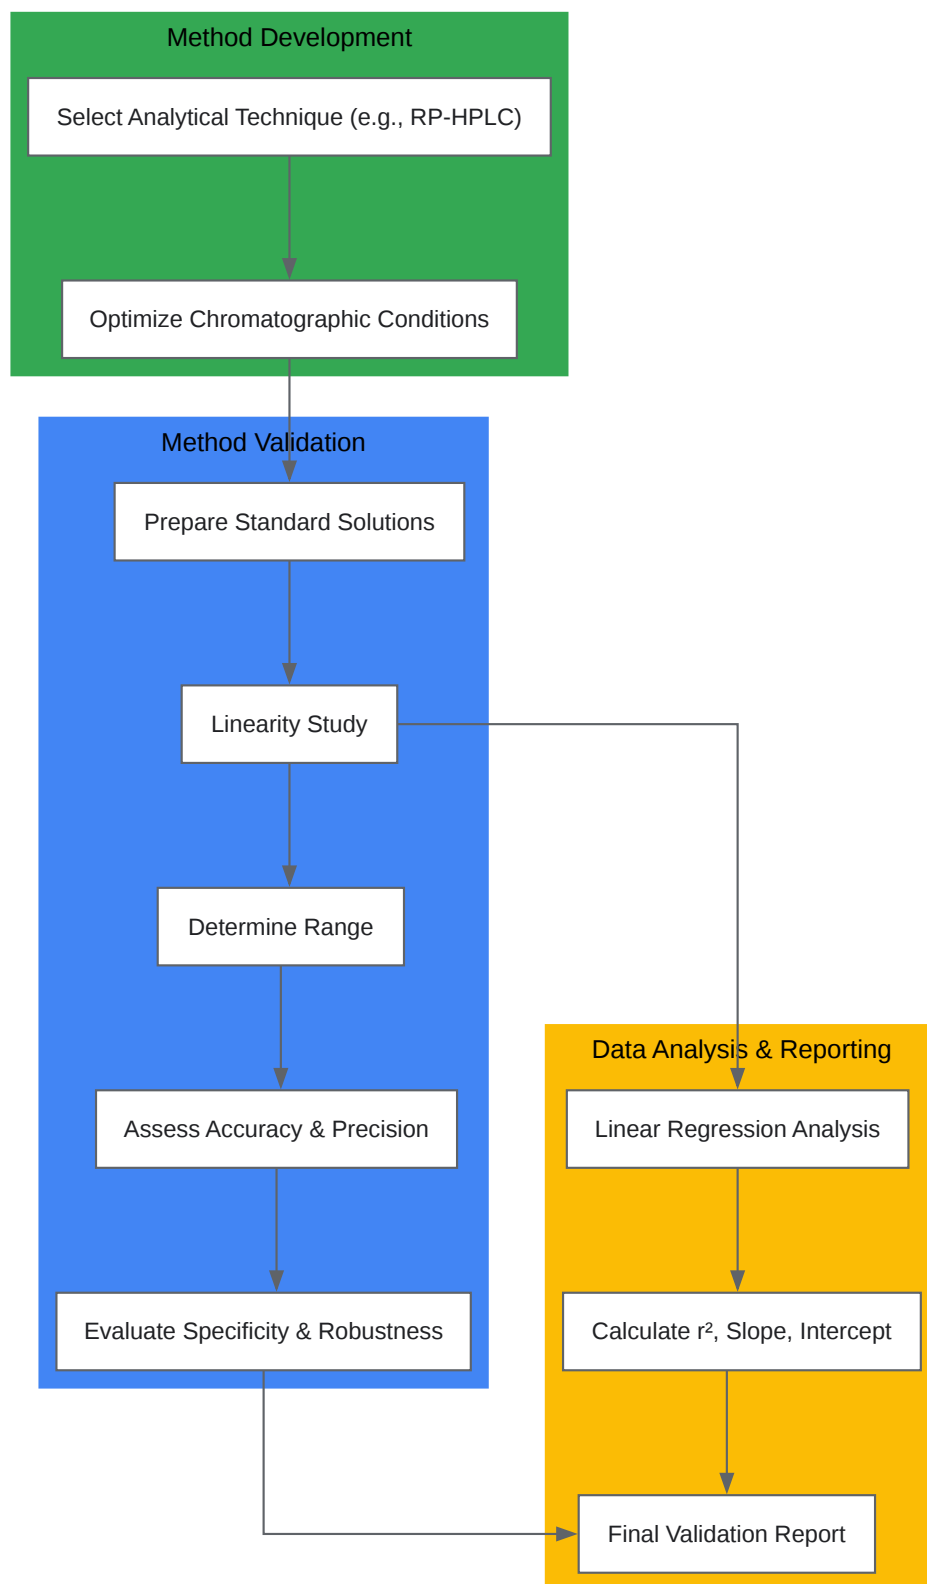 Method Development
Select Analytical Technique (e.g., RP-HPLC)
Optimize Chromatographic Conditions
Method Validation
Prepare Standard Solutions
Linearity Study
Determine Range
Assess Accuracy & Precision
Evaluate Specificity & Robustness
Data Analysis & Reporting
Linear Regression Analysis
Calculate r², Slope, Intercept
Final Validation Report